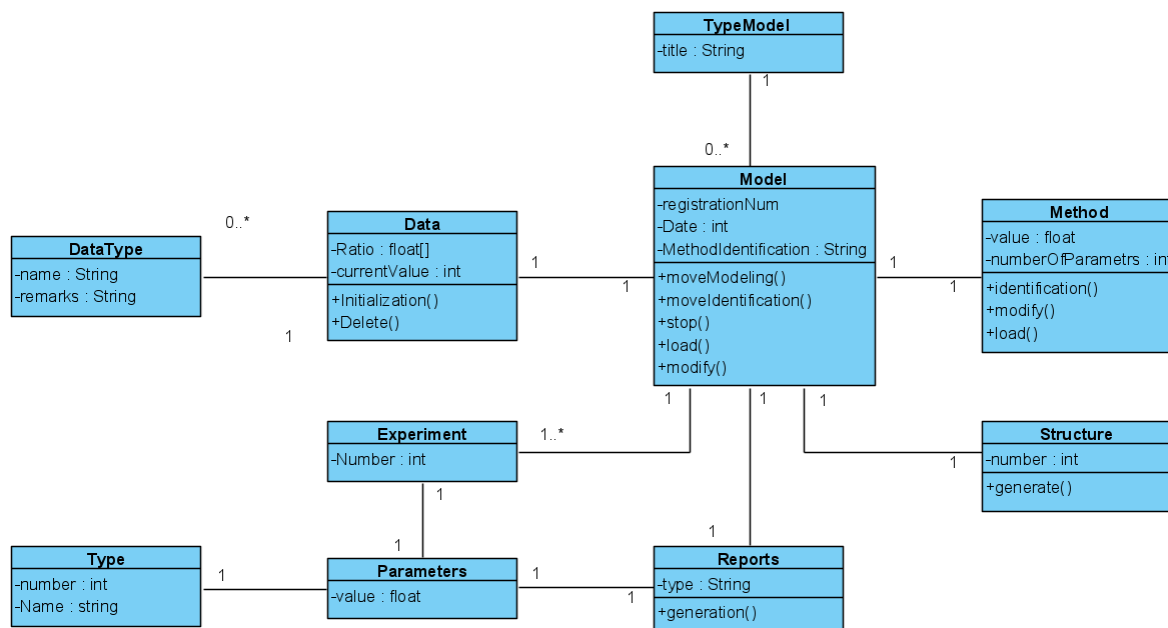 TypeModel
-title : String
1
0..*
Model
-registrationNum
-Date : int
-MethodIdentification : String
+moveModeling()
+moveIdentification()
+stop()
+load()
+modify()
0..*
DataType
-name : String
-remarks : String
1
Data
-Ratio : float[]
-currentValue : int
+Initialization()
+Delete()
1
1
1
1
Method
-value : float
-numberOfParametrs : int
+identification()
+modify()
+load()
1
1
1
Experiment
-Number : int
1..*
1
Structure
-number : int
+generate()
1
1
1
Type
-number : int
-Name : string
1
Parameters
-value : float
1
1
Reports
-type : String
+generation()